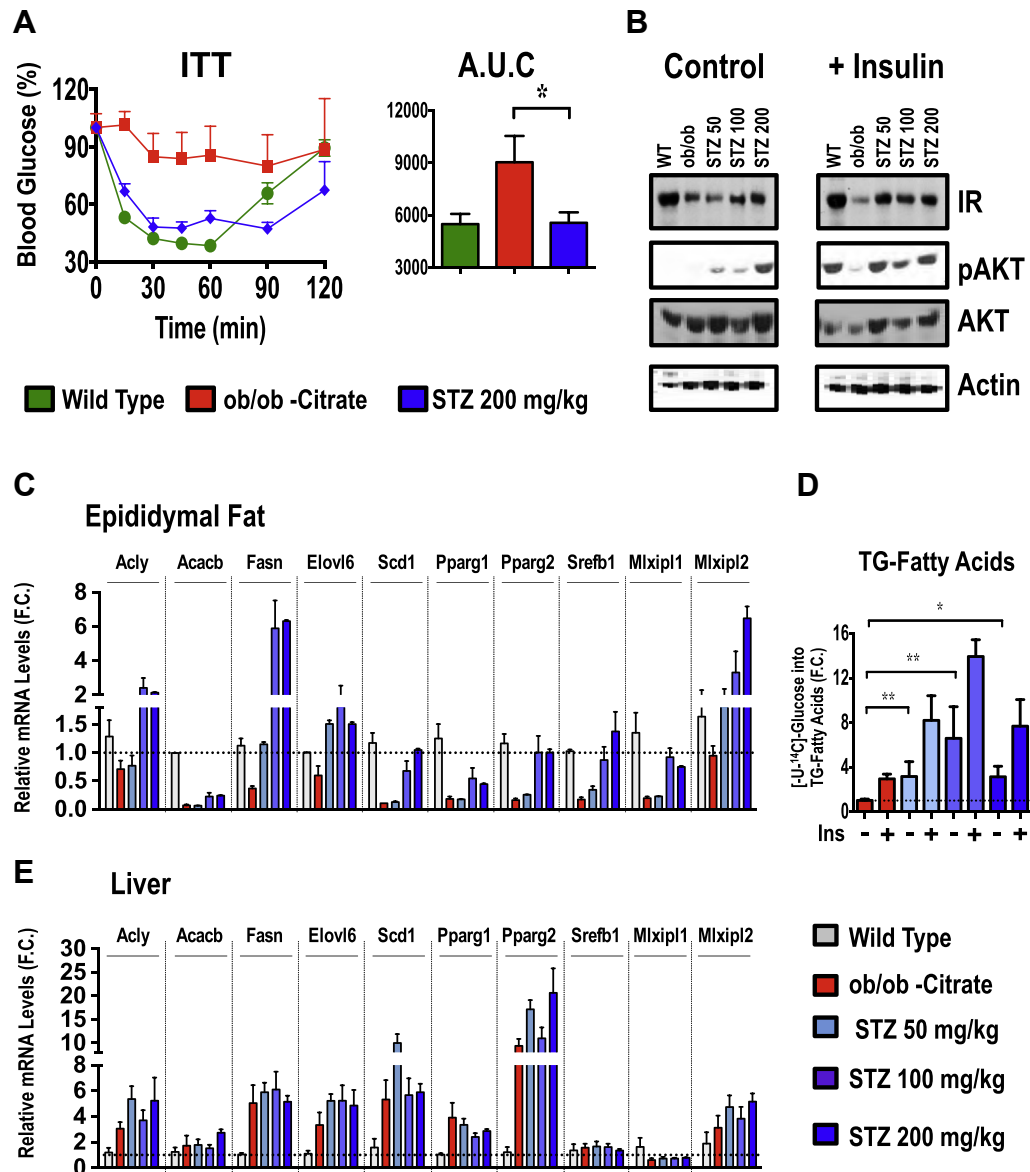 A
ITT
Blood Glucose (%)
120
90
60
30
0
30
60
90
120
Time (min)
A.U.C
*
12000
9000
6000
3000
Wild Type
ob/ob -Citrate
STZ 200 mg/kg
B
Control
+ Insulin
WT
ob/ob
STZ 50
STZ 100
STZ 200
WT
ob/ob
STZ 50
STZ 100
STZ 200
IR
pAKT
AKT
Actin
C
Epididymal Fat
Acly
Acacb
Fasn
Elovl6
Scd1
Pparg1
Pparg2
Srefb1
Mlxipl1
Mlxipl2
Relative mRNA Levels (F.C.)
8
6
4
2
1.5
1.0
0.5
0.0
D
TG-Fatty Acids
[-U-¹⁴C]-Glucose into
TG-Fatty Acids (F.C.)
16
12
8
4
0
*
**
**
Ins - + - + - + - +
E
Liver
Acly
Acacb
Fasn
Elovl6
Scd1
Pparg1
Pparg2
Srefb1
Mlxipl1
Mlxipl2
Relative mRNA Levels (F.C.)
30
25
20
15
10
6
4
2
0
Wild Type
ob/ob -Citrate
STZ 50 mg/kg
STZ 100 mg/kg
STZ 200 mg/kg